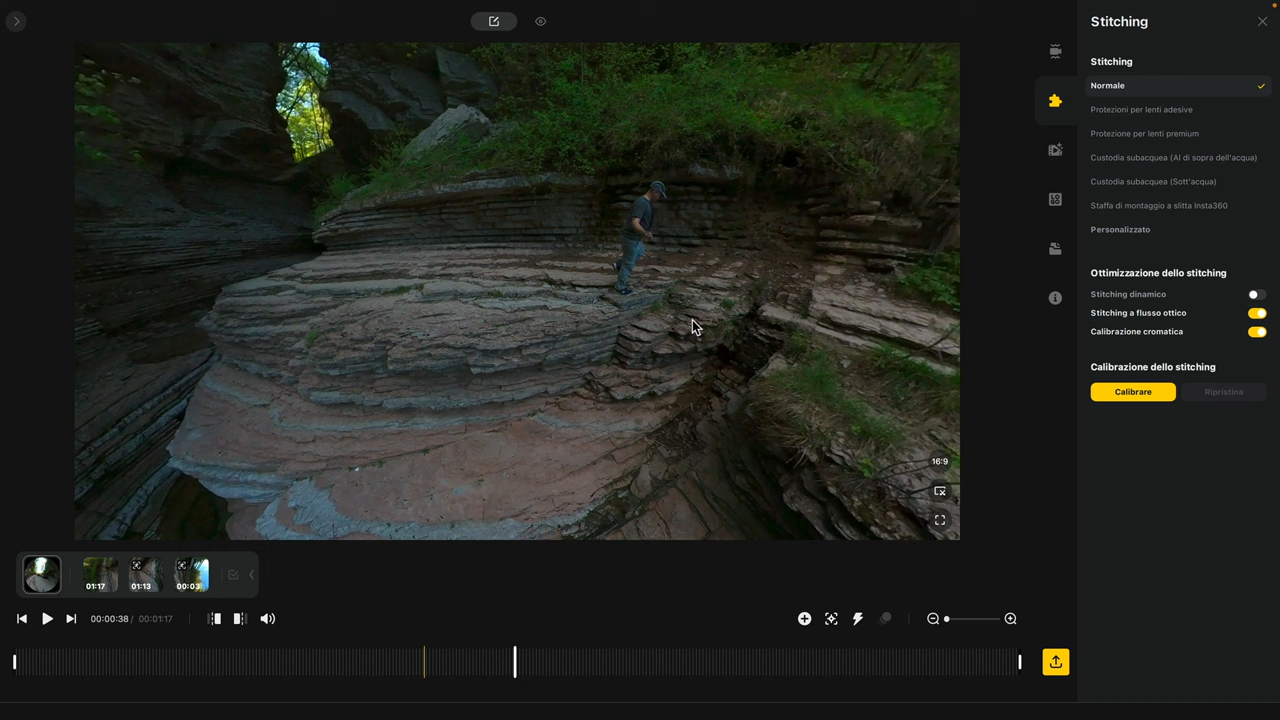 Stitching
Stitching
Normale
Protezioni per lenti adesive
Protezione per lenti premium
Custodia subacquea (Al di sopra dell'acqua)
Custodia subacquea (Sott'acqua)
Staffa di montaggio a slitta Insta360
Personalizzato
Ottimizzazione dello stitching
Stitching dinamico
Stitching a flusso ottico
Calibrazione cromatica
Calibrazione dello stitching
Calibrare Ripristina
16:9
01:17 01:13 00:03
00:00:38 / 00:01:17